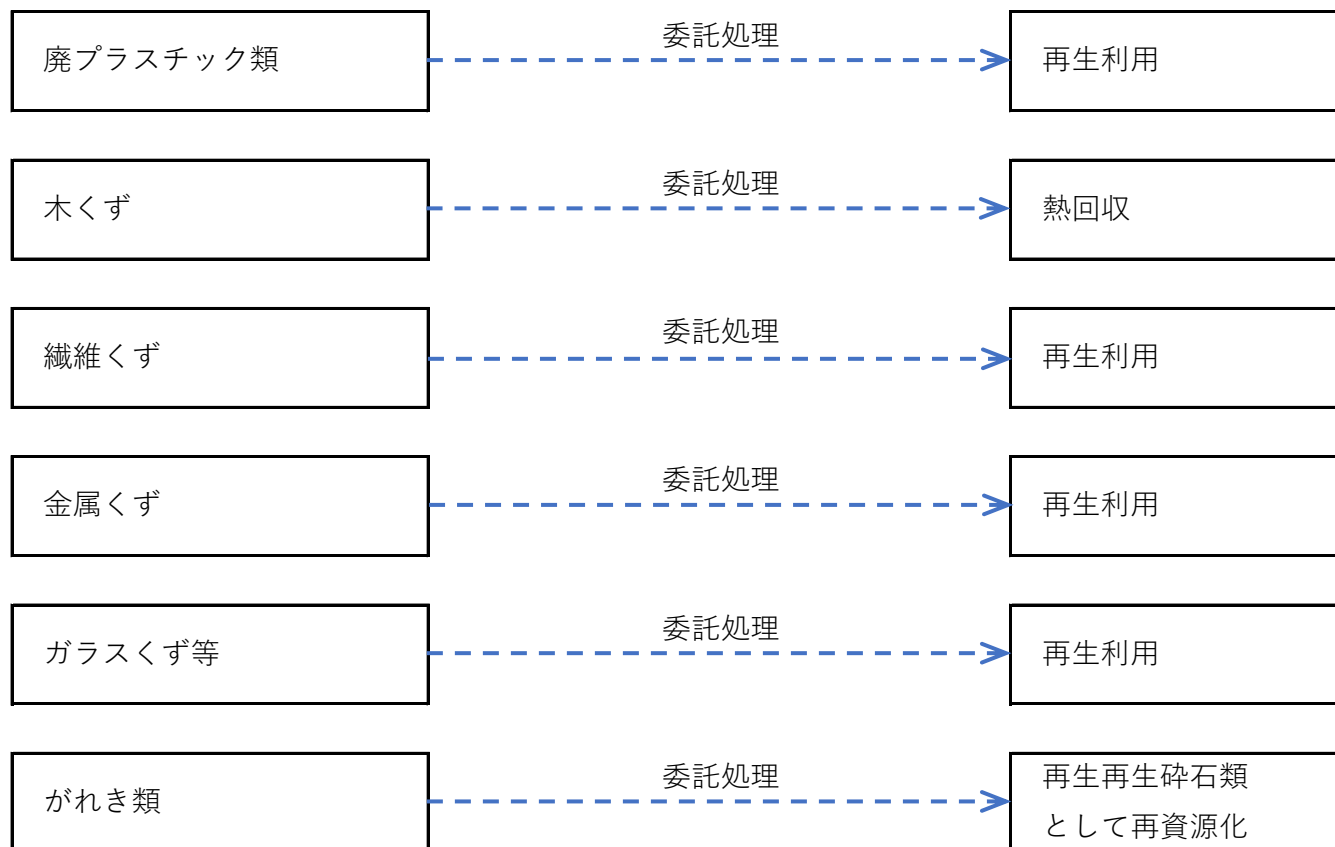 廃プラスチック類
委託処理
再生利用
木くず
委託処理
熱回収
繊維くず
委託処理
再生利用
金属くず
委託処理
再生利用
ガラスくず等
委託処理
再生利用
がれき類
委託処理
再生再生砕石類
として再資源化